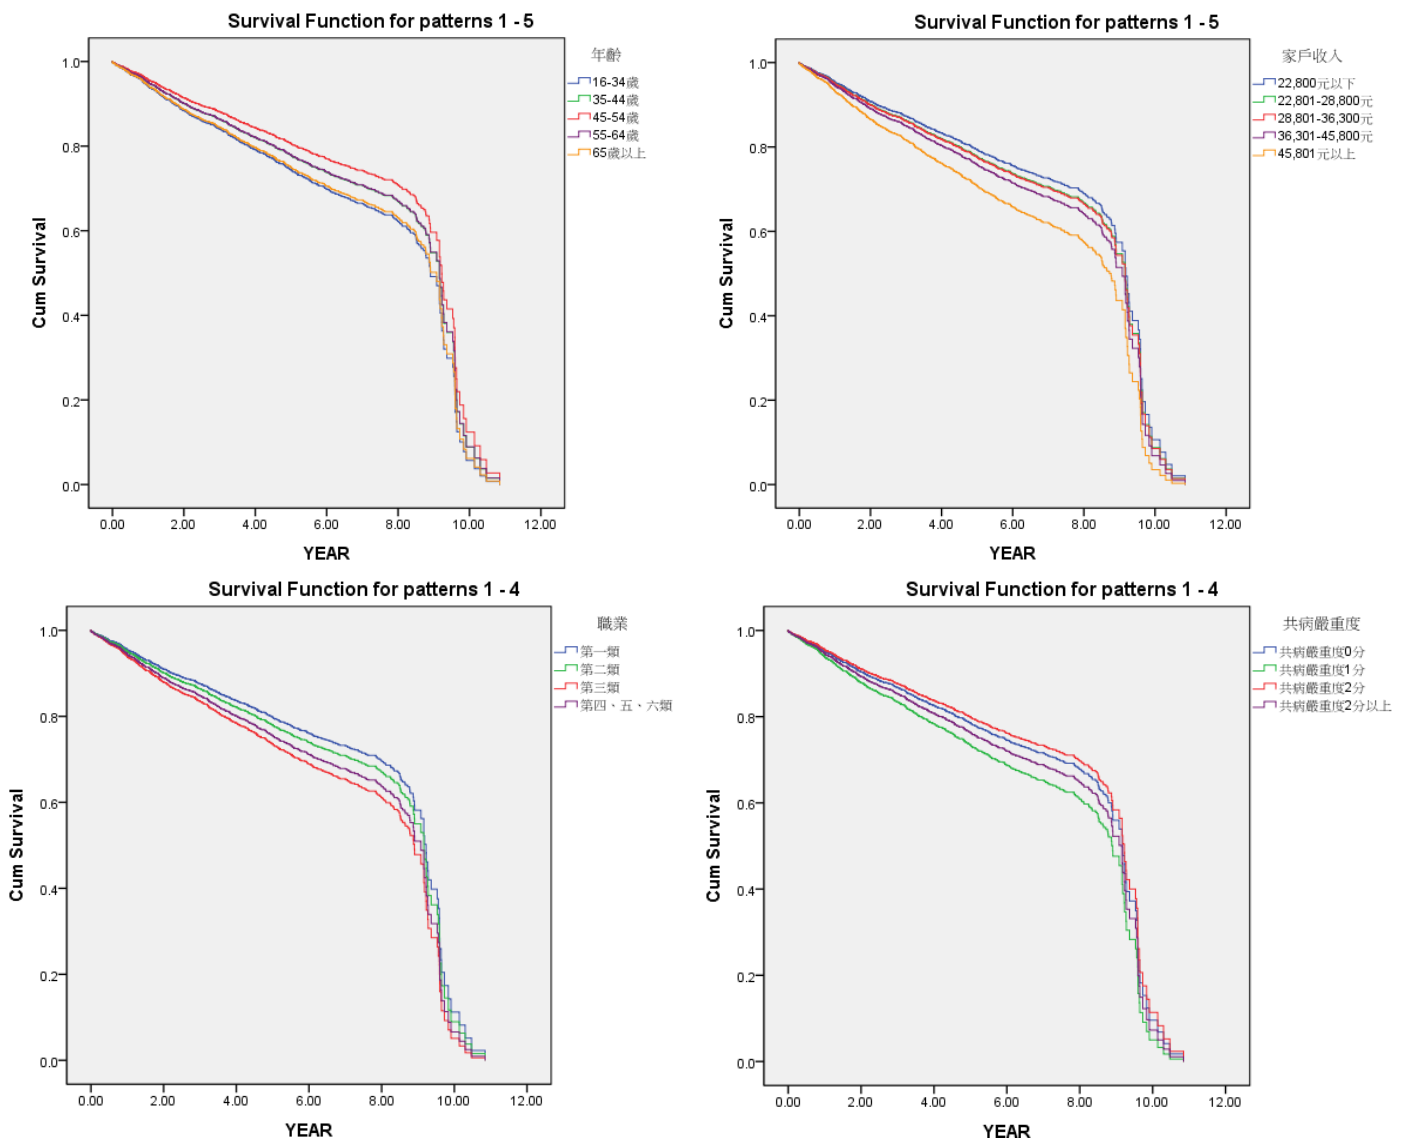 Survival Function for patterns 1 - 5
年齡
16-34歲
35-44歲
45-54歲
55-64歲
65歲以上
Cum Survival
1.0
0.8
0.6
0.4
0.2
0.0
0.00 2.00 4.00 6.00 8.00 10.00 12.00
YEAR
Survival Function for patterns 1 - 5
家戶收入
22,800元以下
22,801-28,800元
28,801-36,300元
36,301-45,800元
45,801元以上
Cum Survival
1.0
0.8
0.6
0.4
0.2
0.0
0.00 2.00 4.00 6.00 8.00 10.00 12.00
YEAR
Survival Function for patterns 1 - 4
職業
第一類
第二類
第三類
第四、五、六類
Cum Survival
1.0
0.8
0.6
0.4
0.2
0.0
0.00 2.00 4.00 6.00 8.00 10.00 12.00
YEAR
Survival Function for patterns 1 - 4
共病嚴重度
共病嚴重度0分
共病嚴重度1分
共病嚴重度2分
共病嚴重度2分以上
Cum Survival
1.0
0.8
0.6
0.4
0.2
0.0
0.00 2.00 4.00 6.00 8.00 10.00 12.00
YEAR